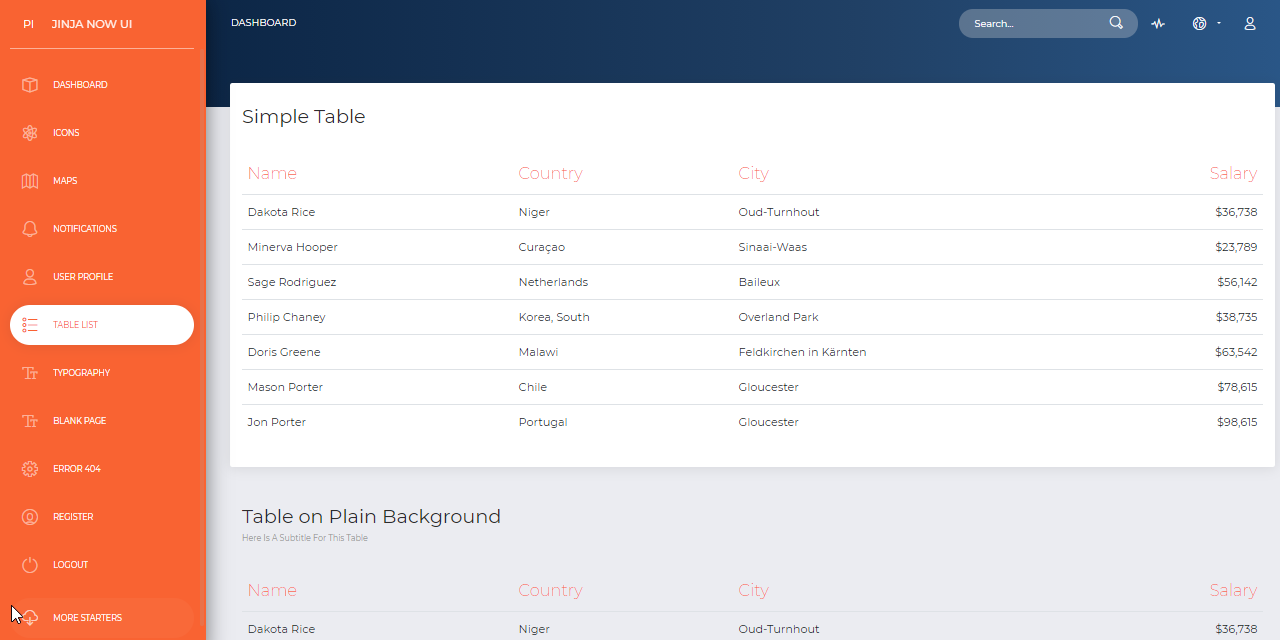 PI JINJA NOW UI
DASHBOARD
ICONS
MAPS
NOTIFICATIONS
USER PROFILE
TABLE LIST
TYPOGRAPHY
BLANK PAGE
ERROR 404
REGISTER
LOGOUT
MORE STARTERS
DASHBOARD
Search...
Simple Table
Name Country City Salary
Dakota Rice Niger Oud-Turnhout $36,738
Minerva Hooper Curaçao Sinaai-Waas $23,789
Sage Rodriguez Netherlands Baileux $56,142
Philip Chaney Korea, South Overland Park $38,735
Doris Greene Malawi Feldkirchen in Kärnten $63,542
Mason Porter Chile Gloucester $78,615
Jon Porter Portugal Gloucester $98,615
Table on Plain Background
Here Is A Subtitle For This Table
Name Country City Salary
Dakota Rice Niger Oud-Turnhout $36,738